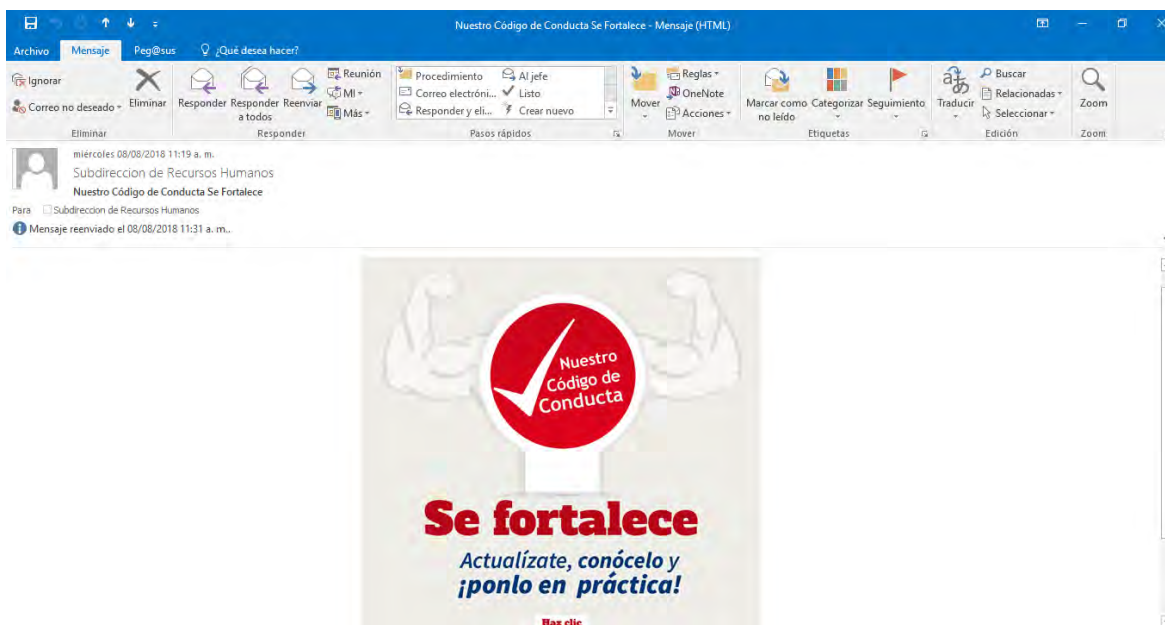 Nuestro Código de Conducta Se Fortalece - Mensaje (HTML)
Archivo Mensaje Peg@sus ¿Qué desea hacer?
Ignorar
Correo no deseado
Eliminar
Eliminar
Responder
Responder a todos
Reenviar
Reunión
MI
Más
Responder
Procedimiento
Correo electróni...
Responder y eli...
Al jefe
Listo
Crear nuevo
Pasos rápidos
Mover
Reglas
OneNote
Acciones
Mover
Marcar como no leído
Categorizar
Seguimiento
Etiquetas
Traducir
Buscar
Relacionadas
Seleccionar
Edición
Zoom
Zoom
miércoles 08/08/2018 11:19 a. m.
Subdireccion de Recursos Humanos
Nuestro Código de Conducta Se Fortalece
Para Subdireccion de Recursos Humanos
Mensaje reenviado el 08/08/2018 11:31 a. m..
Nuestro
Código de
Conducta
Se fortalece
Actualízate, conócelo y
¡ponlo en práctica!
Haz clic